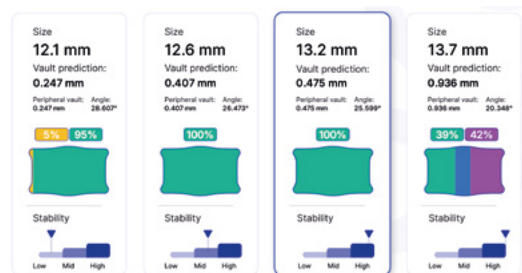 Size
12.1 mm
Vault prediction:
0.247 mm
Peripheral vault: Angle:
0.247 mm 28.607°
5% 95%
Stability
Low Mid High
Size
12.6 mm
Vault prediction:
0.407 mm
Peripheral vault: Angle:
0.407 mm 26.473°
100%
Stability
Low Mid High
Size
13.2 mm
Vault prediction:
0.475 mm
Peripheral vault: Angle:
0.475 mm 25.599°
100%
Stability
Low Mid High
Size
13.7 mm
Vault prediction:
0.936 mm
Peripheral vault: Angle:
0.936 mm 20.348°
39% 42%
Stability
Low Mid High